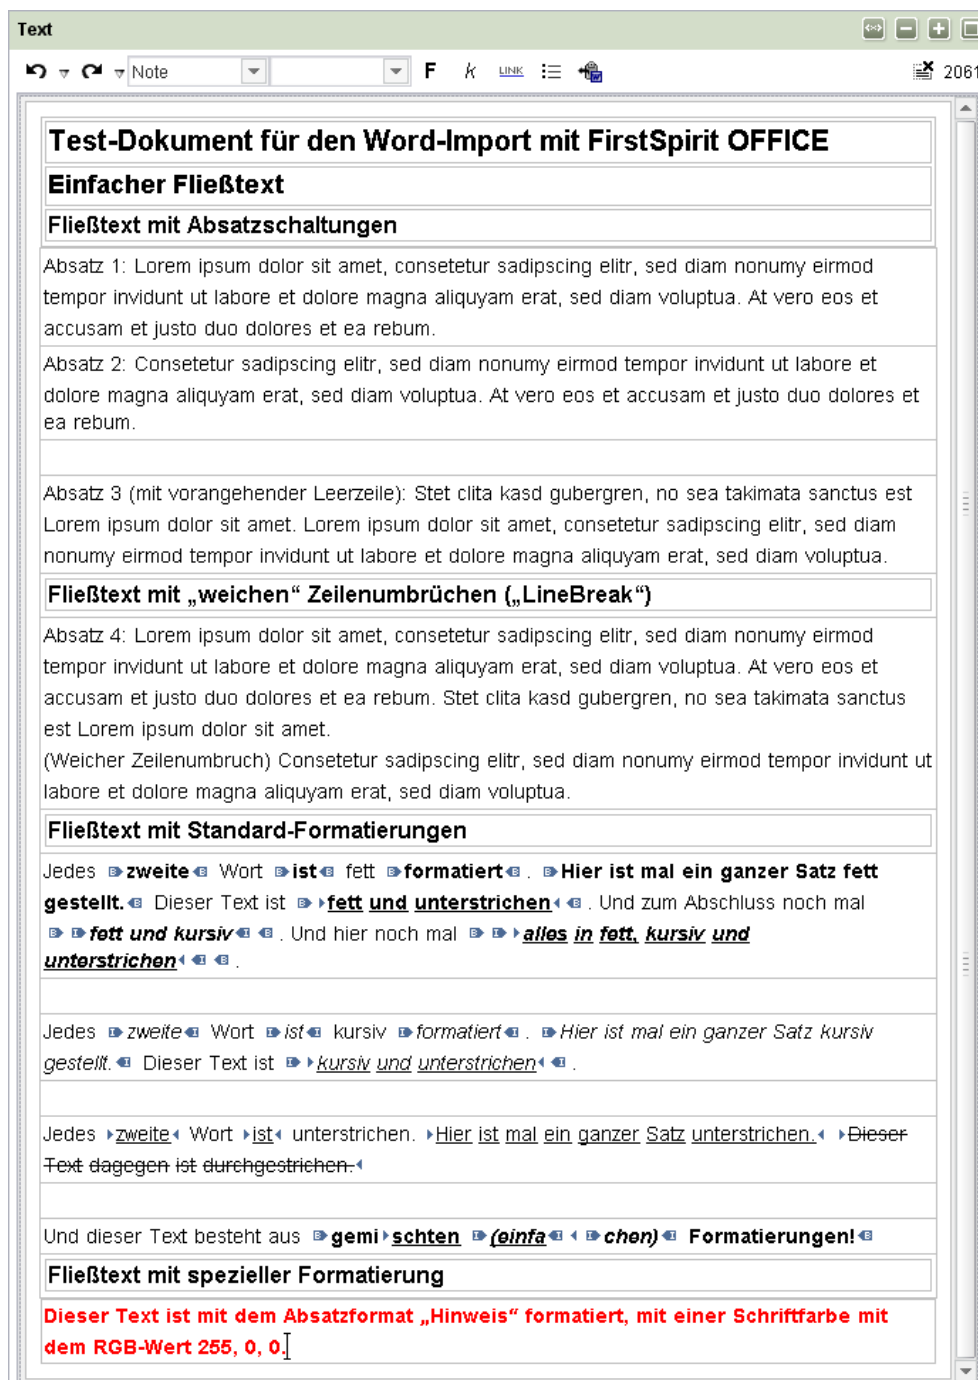 Text
Note
F k LINK
2061
Test-Dokument für den Word-Import mit FirstSpirit OFFICE
Einfacher Fließtext
Fließtext mit Absatzschaltungen
Absatz 1: Lorem ipsum dolor sit amet, consetetur sadipscing elitr, sed diam nonumy eirmod
tempor invidunt ut labore et dolore magna aliquyam erat, sed diam voluptua. At vero eos et
accusam et justo duo dolores et ea rebum.
Absatz 2: Consetetur sadipscing elitr, sed diam nonumy eirmod tempor invidunt ut labore et
dolore magna aliquyam erat, sed diam voluptua. At vero eos et accusam et justo duo dolores et
ea rebum.
Absatz 3 (mit vorangehender Leerzeile): Stet clita kasd gubergren, no sea takimata sanctus est
Lorem ipsum dolor sit amet. Lorem ipsum dolor sit amet, consetetur sadipscing elitr, sed diam
nonumy eirmod tempor invidunt ut labore et dolore magna aliquyam erat, sed diam voluptua.
Fließtext mit „weichen“ Zeilenumbrüchen („LineBreak“)
Absatz 4: Lorem ipsum dolor sit amet, consetetur sadipscing elitr, sed diam nonumy eirmod
tempor invidunt ut labore et dolore magna aliquyam erat, sed diam voluptua. At vero eos et
accusam et justo duo dolores et ea rebum. Stet clita kasd gubergren, no sea takimata sanctus
est Lorem ipsum dolor sit amet.
(Weicher Zeilenumbruch) Consetetur sadipscing elitr, sed diam nonumy eirmod tempor invidunt ut
labore et dolore magna aliquyam erat, sed diam voluptua.
Fließtext mit Standard-Formatierungen
Jedes zweite Wort ist fett formatiert. Hier ist mal ein ganzer Satz fett
gestellt. Dieser Text ist fett und unterstrichen. Und zum Abschluss noch mal
fett und kursiv. Und hier noch mal alles in fett, kursiv und
unterstrichen.
Jedes zweite Wort ist kursiv formatiert. Hier ist mal ein ganzer Satz kursiv
gestellt. Dieser Text ist kursiv und unterstrichen.
Jedes zweite Wort ist unterstrichen. Hier ist mal ein ganzer Satz unterstrichen. Dieser
Text dagegen ist durchgestrichen.
Und dieser Text besteht aus gemischten (einfachen) Formatierungen!
Fließtext mit spezieller Formatierung
Dieser Text ist mit dem Absatzformat „Hinweis“ formatiert, mit einer Schriftfarbe mit
dem RGB-Wert 255, 0, 0.